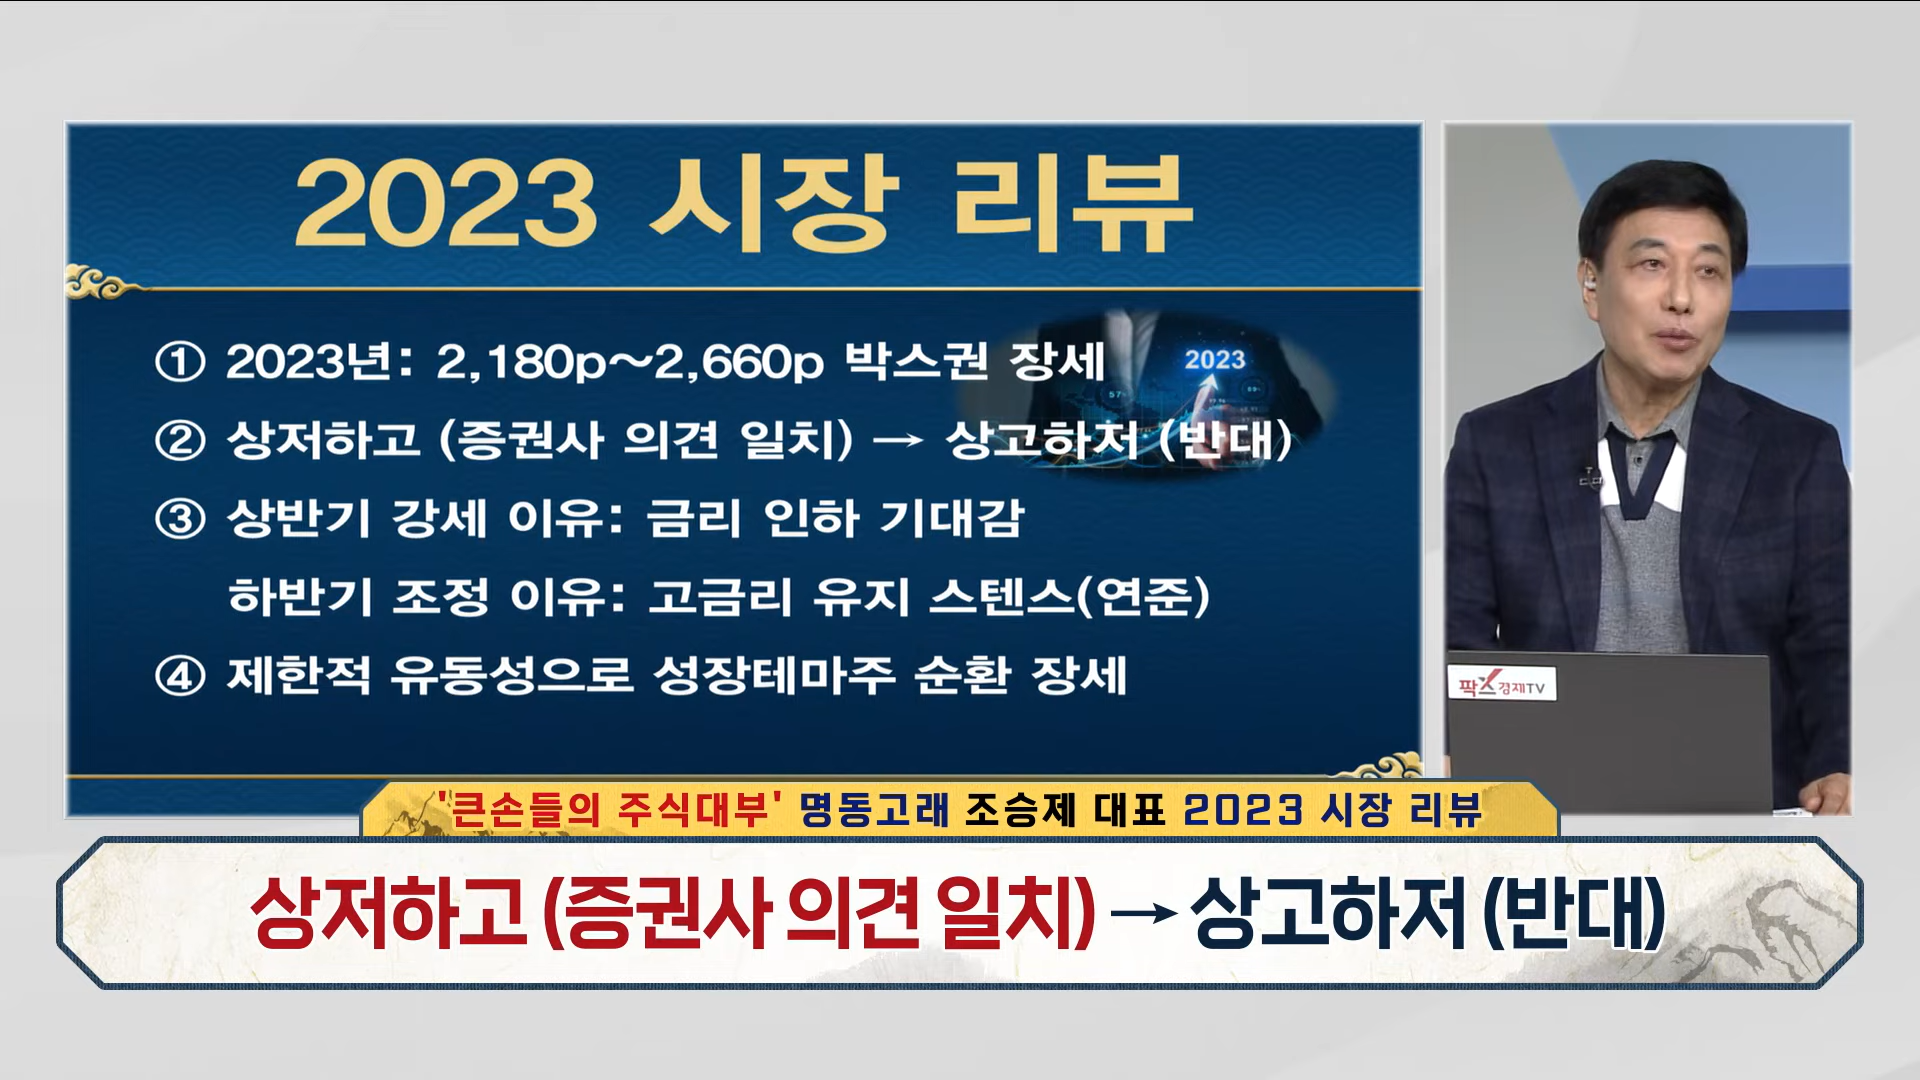 2023 시장 리뷰
① 2023년: 2,180p~2,660p 박스권 장세
2023
② 상저하고 (증권사 의견 일치) → 상고하저 (반대)
③ 상반기 강세 이유: 금리 인하 기대감
하반기 조정 이유: 고금리 유지 스텐스(연준)
④ 제한적 유동성으로 성장테마주 순환 장세
팍스경제TV
'큰손들의 주식대부' 명동고래 조승제 대표 2023 시장 리뷰
상저하고 (증권사 의견 일치) → 상고하저 (반대)